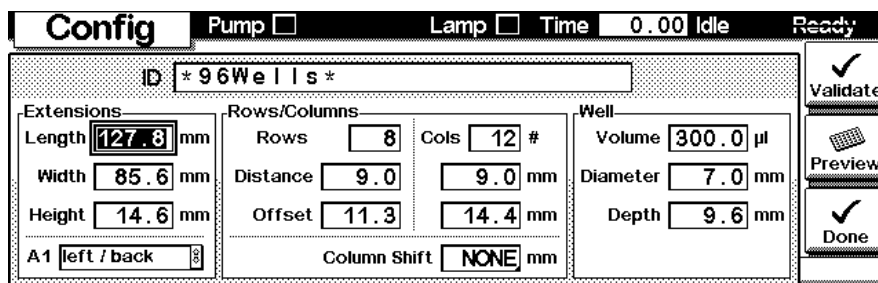 Config Pump Lamp Time 0.00 Idle Ready
ID *96Wells*
Validate
Extensions Rows/Columns Well
Length 127.8 mm Rows 8 Cols 12 # Volume 300.0 µl
Width 85.6 mm Distance 9.0 9.0 mm Diameter 7.0 mm
Preview
Height 14.6 mm Offset 11.3 14.4 mm Depth 9.6 mm
A1 left / back Column Shift NONE mm
Done